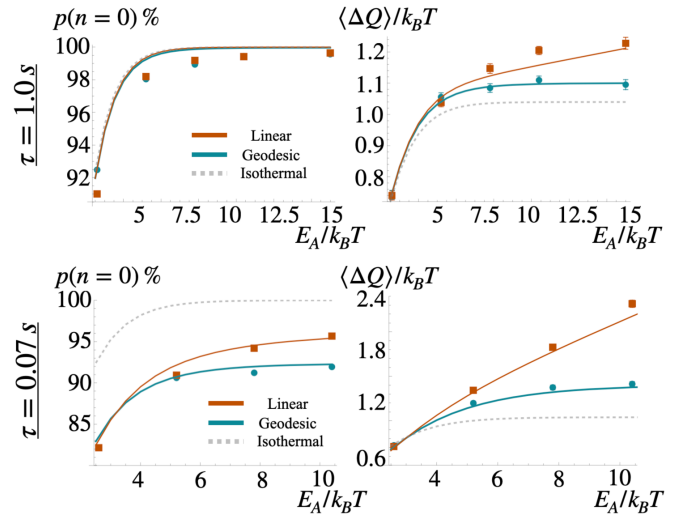 p(n = 0) %
⟨ΔQ⟩/k_BT
τ = 1.0 s
100
98
96
94
92
Linear
Geodesic
Isothermal
5
7.5
10
12.5
15
E_A/k_BT
1.2
1.1
1.0
0.9
0.8
5
7.5
10
12.5
15
E_A/k_BT
p(n = 0) %
⟨ΔQ⟩/k_BT
τ = 0.07 s
100
95
90
85
Linear
Geodesic
Isothermal
4
6
8
10
E_A/k_BT
2.4
1.8
1.2
0.6
4
6
8
10
E_A/k_BT